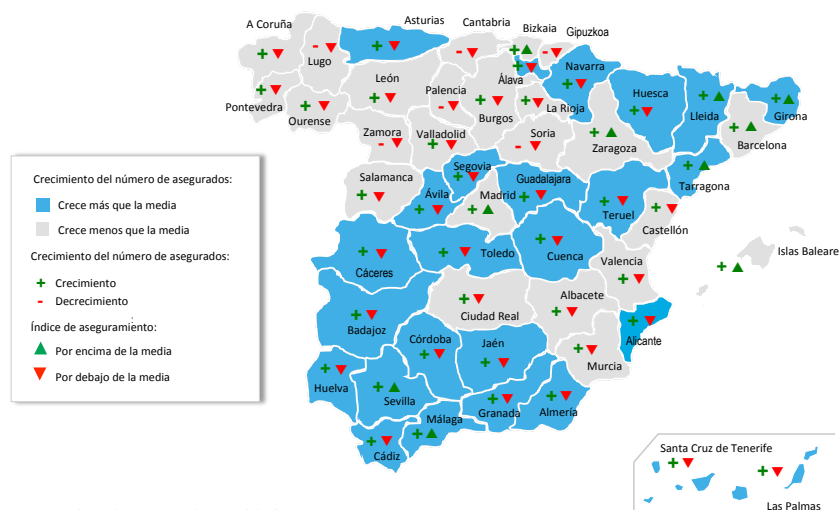 A Coruña
Lugo
Asturias
Cantabria
Bizkaia
Gipuzkoa
Pontevedra
Ourense
León
Palencia
Burgos
Álava
La Rioja
Navarra
Huesca
Lleida
Girona
Barcelona
Zamora
Valladolid
Soria
Zaragoza
Tarragona
Salamanca
Segovia
Ávila
Madrid
Guadalajara
Teruel
Castellón
Cáceres
Toledo
Cuenca
Valencia
Islas Baleare
Badajoz
Ciudad Real
Albacete
Alicante
Murcia
Huelva
Córdoba
Jaén
Sevilla
Málaga
Granada
Almería
Cádiz
Crecimiento del número de asegurados:
Crece más que la media
Crece menos que la media
Crecimiento del número de asegurados:
+ Crecimiento
- Decrecimiento
Índice de aseguramiento:
Por encima de la media
Por debajo de la media
Santa Cruz de Tenerife
Las Palmas